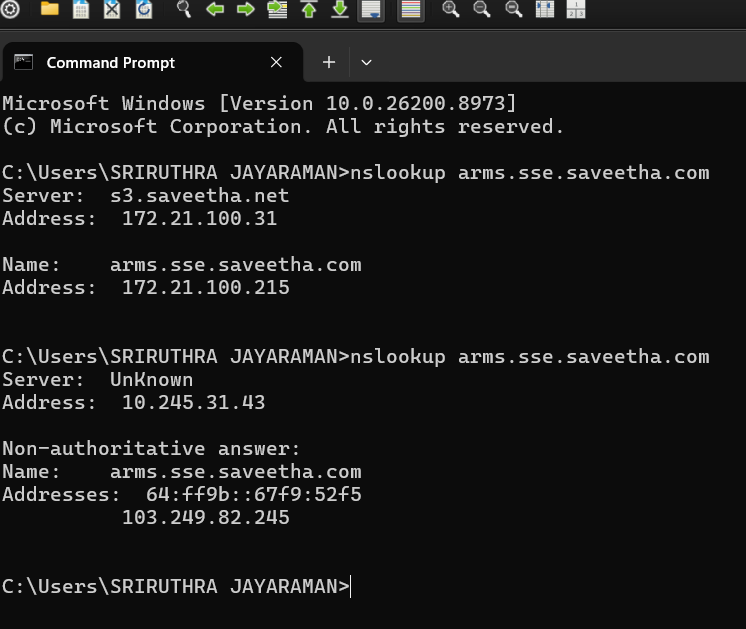 Command Prompt
Microsoft Windows [Version 10.0.26200.8973]
(c) Microsoft Corporation. All rights reserved.
C:\Users\SRIRUTHRA JAYARAMAN>nslookup arms.sse.saveetha.com
Server:  s3.saveetha.net
Address:  172.21.100.31
Name:    arms.sse.saveetha.com
Address:  172.21.100.215
C:\Users\SRIRUTHRA JAYARAMAN>nslookup arms.sse.saveetha.com
Server:  UnKnown
Address:  10.245.31.43
Non-authoritative answer:
Name:    arms.sse.saveetha.com
Addresses:  64:ff9b::67f9:52f5
          103.249.82.245
C:\Users\SRIRUTHRA JAYARAMAN>